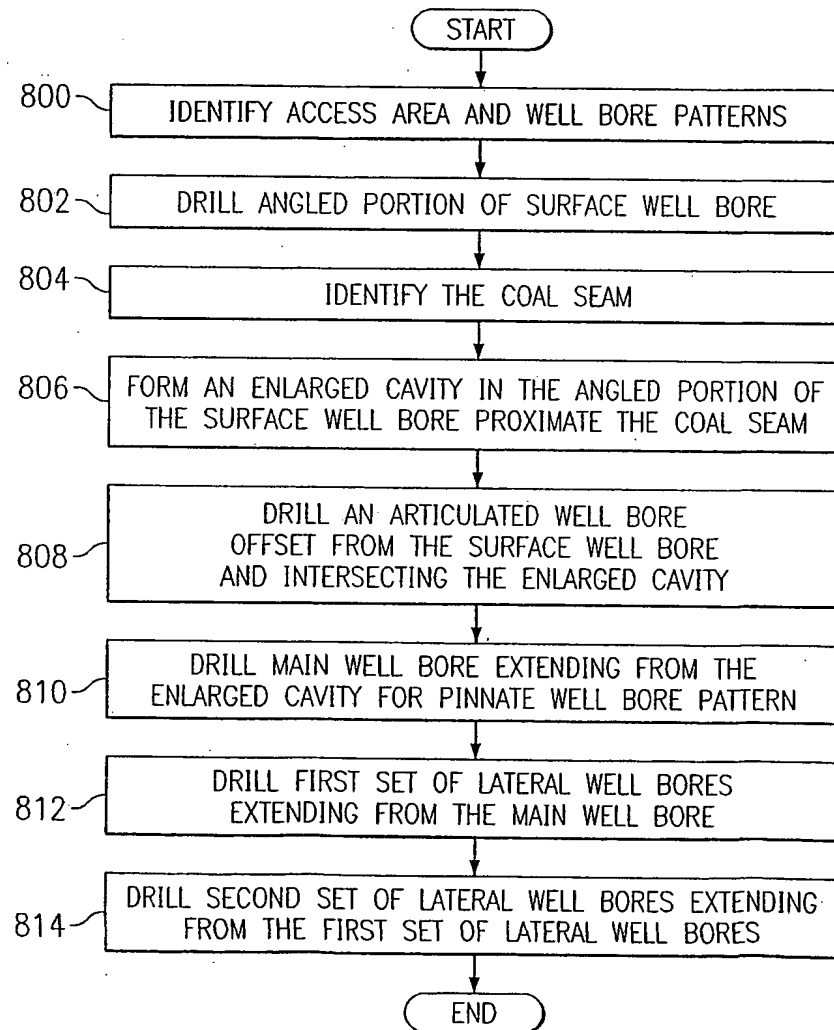 START
800
IDENTIFY ACCESS AREA AND WELL BORE PATTERNS
802
DRILL ANGLED PORTION OF SURFACE WELL BORE
804
IDENTIFY THE COAL SEAM
806
FORM AN ENLARGED CAVITY IN THE ANGLED PORTION OF
THE SURFACE WELL BORE PROXIMATE THE COAL SEAM
808
DRILL AN ARTICULATED WELL BORE
OFFSET FROM THE SURFACE WELL BORE
AND INTERSECTING THE ENLARGED CAVITY
810
DRILL MAIN WELL BORE EXTENDING FROM THE
ENLARGED CAVITY FOR PINNATE WELL BORE PATTERN
812
DRILL FIRST SET OF LATERAL WELL BORES
EXTENDING FROM THE MAIN WELL BORE
814
DRILL SECOND SET OF LATERAL WELL BORES EXTENDING
FROM THE FIRST SET OF LATERAL WELL BORES
END